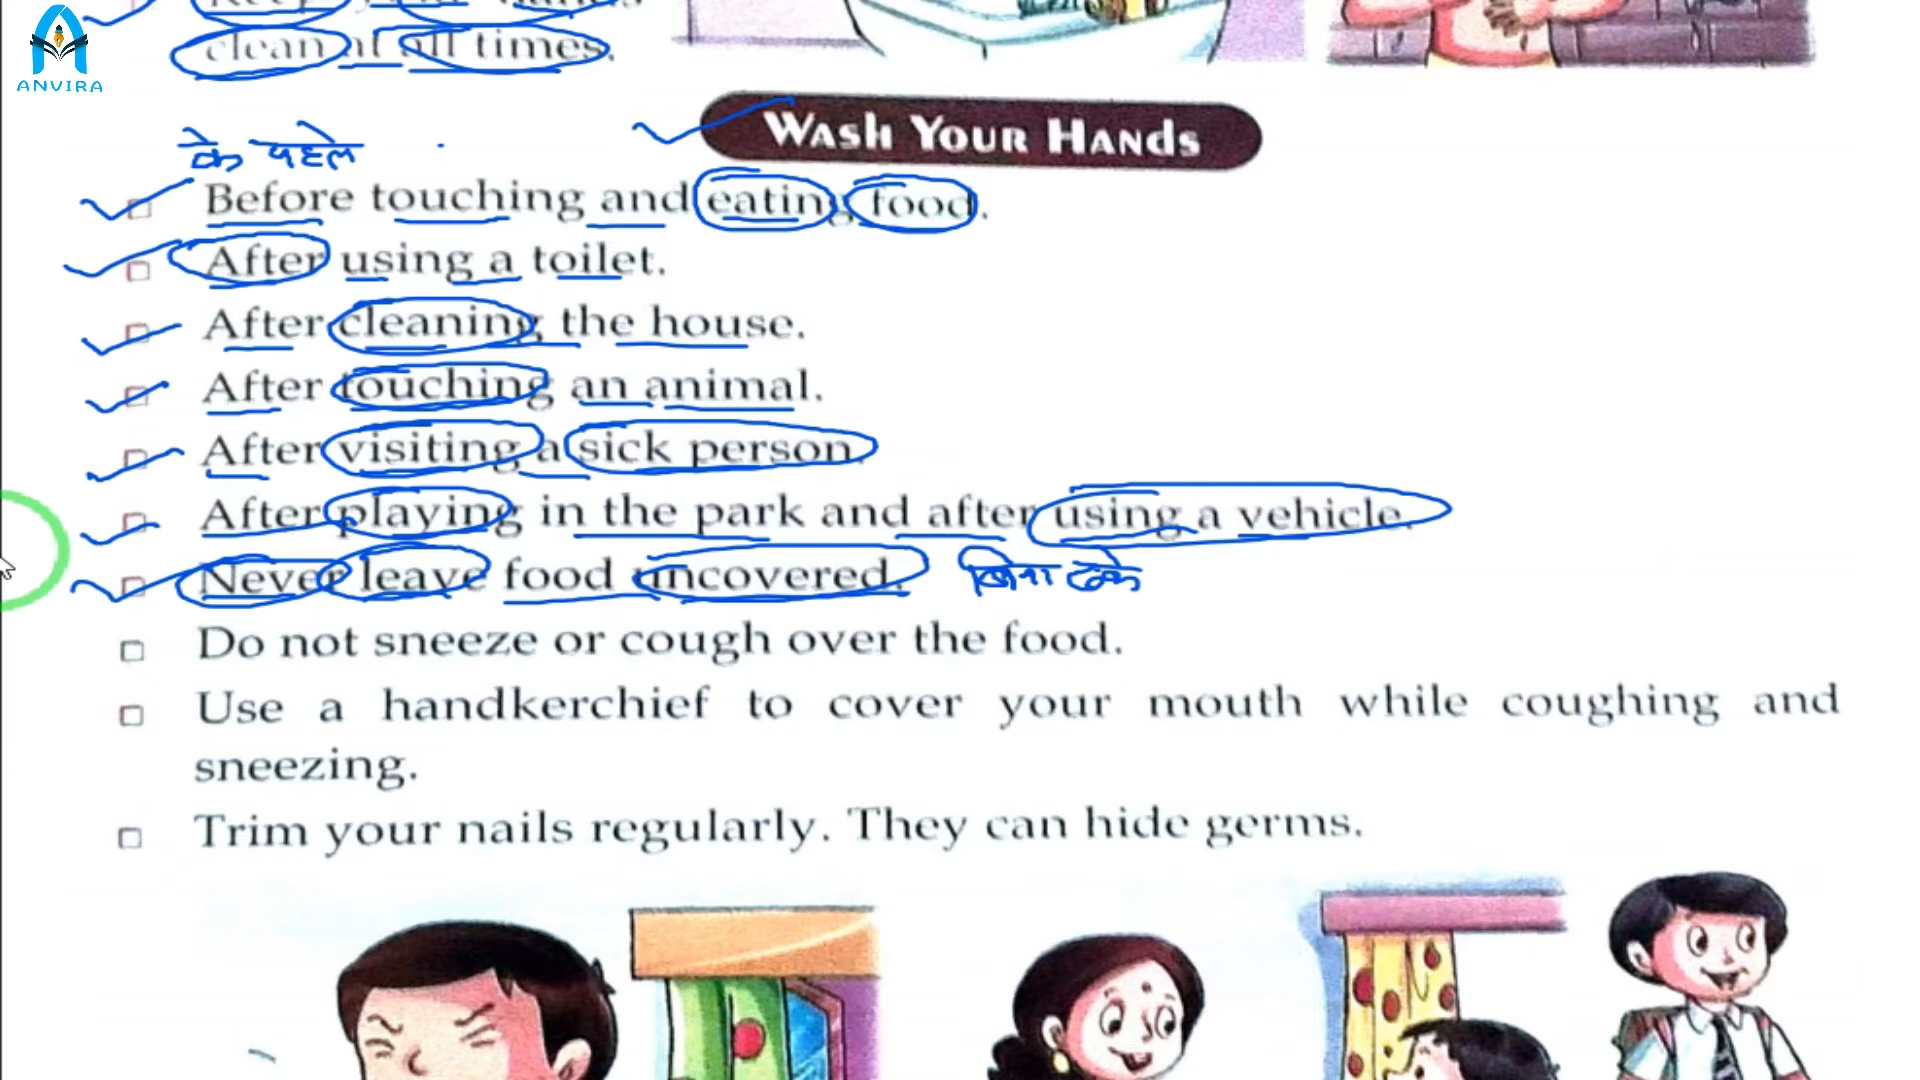 ANVIRA
clean at all times.
WASH YOUR HANDS
के पहले
Before touching and eating food.
After using a toilet.
After cleaning the house.
After touching an animal.
After visiting a sick person.
After playing in the park and after using a vehicle.
Never leave food uncovered. बिना ढके
Do not sneeze or cough over the food.
Use a handkerchief to cover your mouth while coughing and
sneezing.
Trim your nails regularly. They can hide germs.